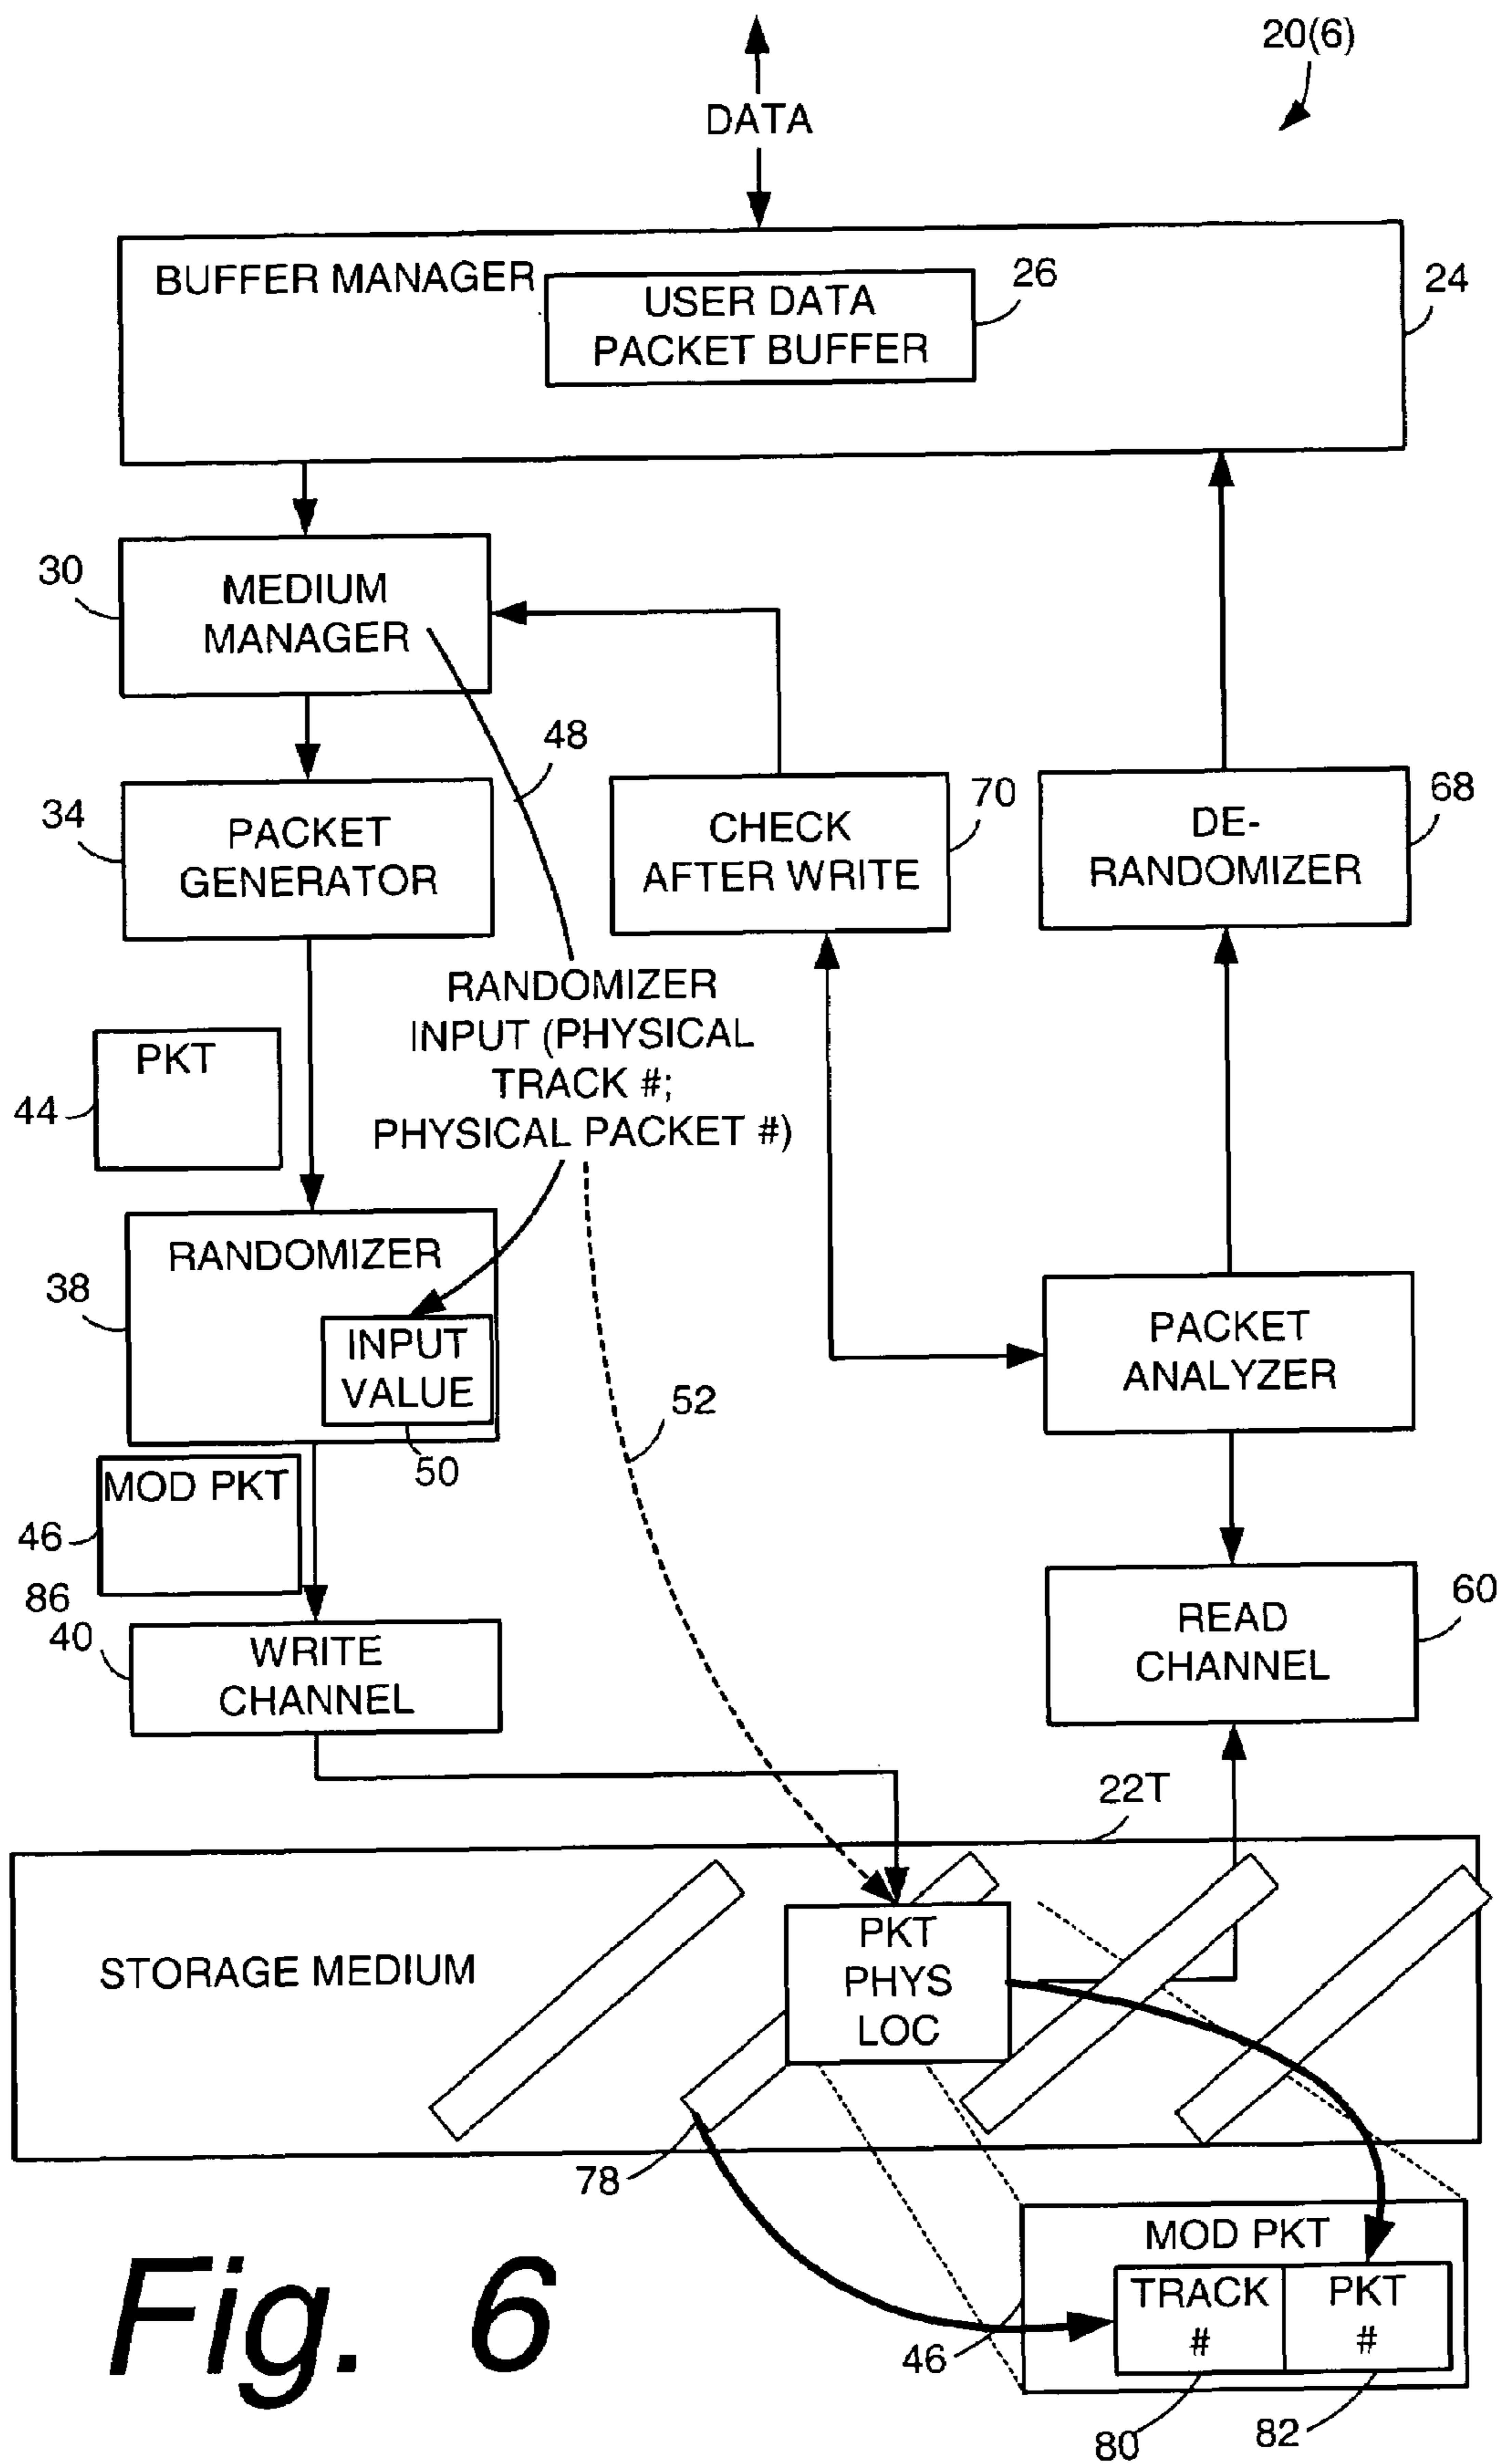 20(6)
DATA
BUFFER MANAGER
26
24
USER DATA
PACKET BUFFER
30
MEDIUM
MANAGER
48
34
PACKET
GENERATOR
70
CHECK
AFTER WRITE
68
DE-
RANDOMIZER
RANDOMIZER
INPUT (PHYSICAL
TRACK #;
PHYSICAL PACKET #)
PKT
44
RANDOMIZER
38
INPUT
VALUE
50
PACKET
ANALYZER
52
MOD PKT
46
86
40
WRITE
CHANNEL
60
READ
CHANNEL
22T
STORAGE MEDIUM
PKT
PHYS
LOC
78
MOD PKT
TRACK
#
PKT
#
46
80
82
Fig. 6